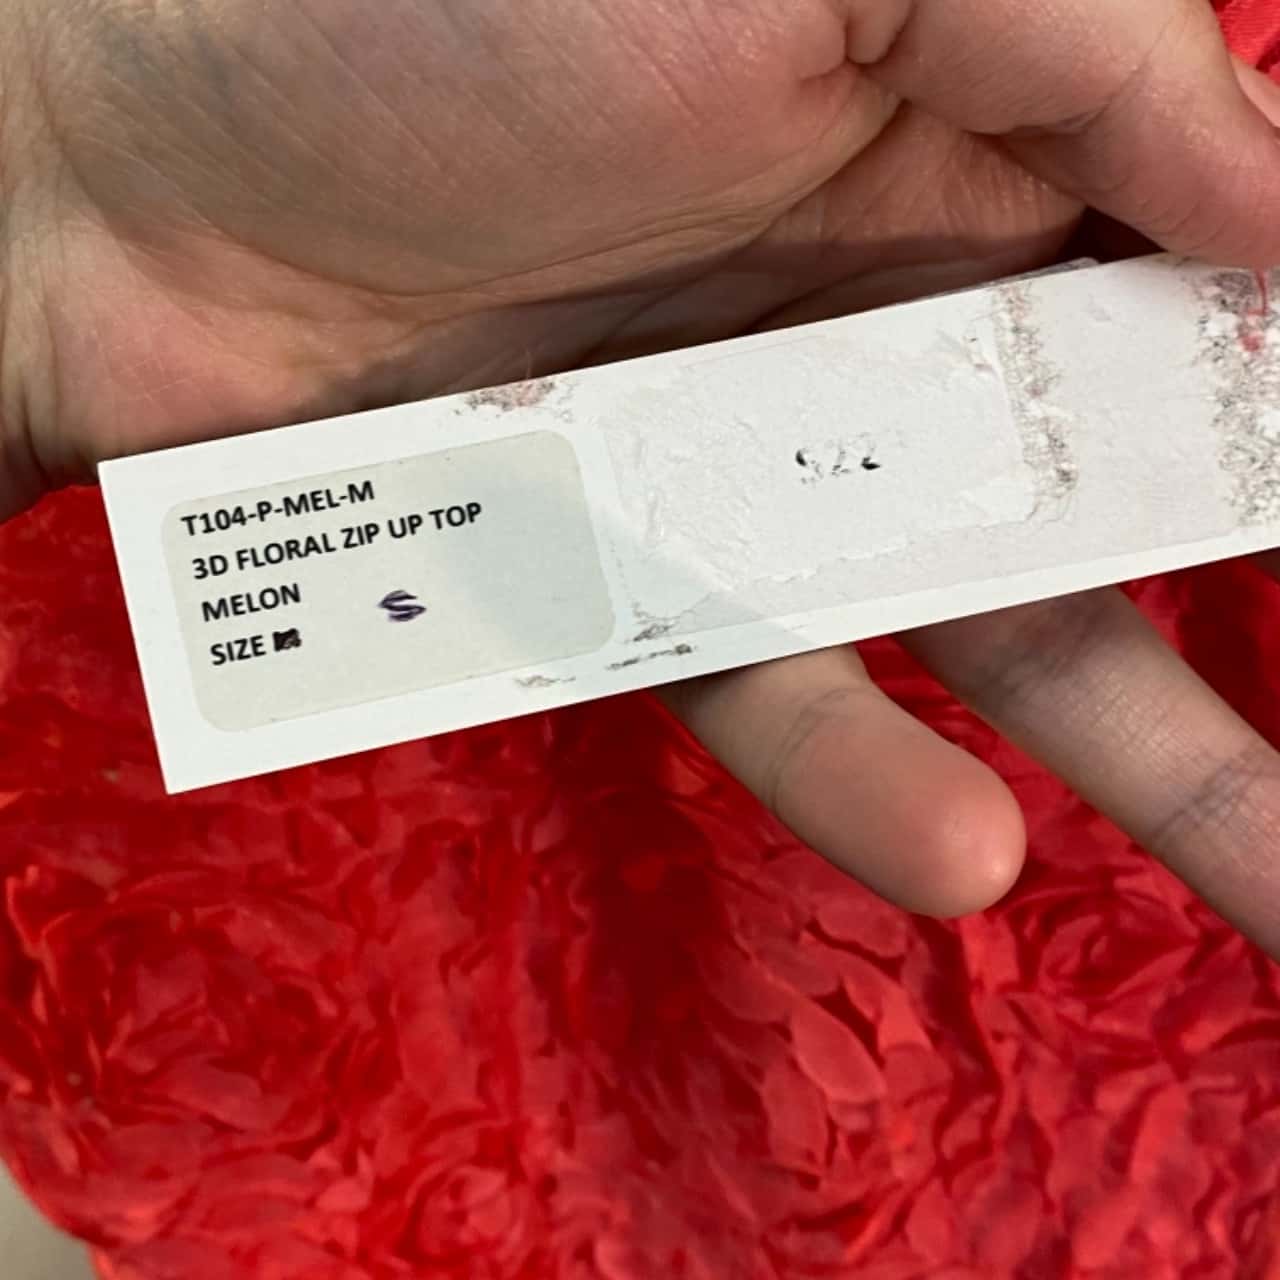 T104-P-MEL-M
3D FLORAL ZIP UP TOP
MELON
SIZE M
S
S22